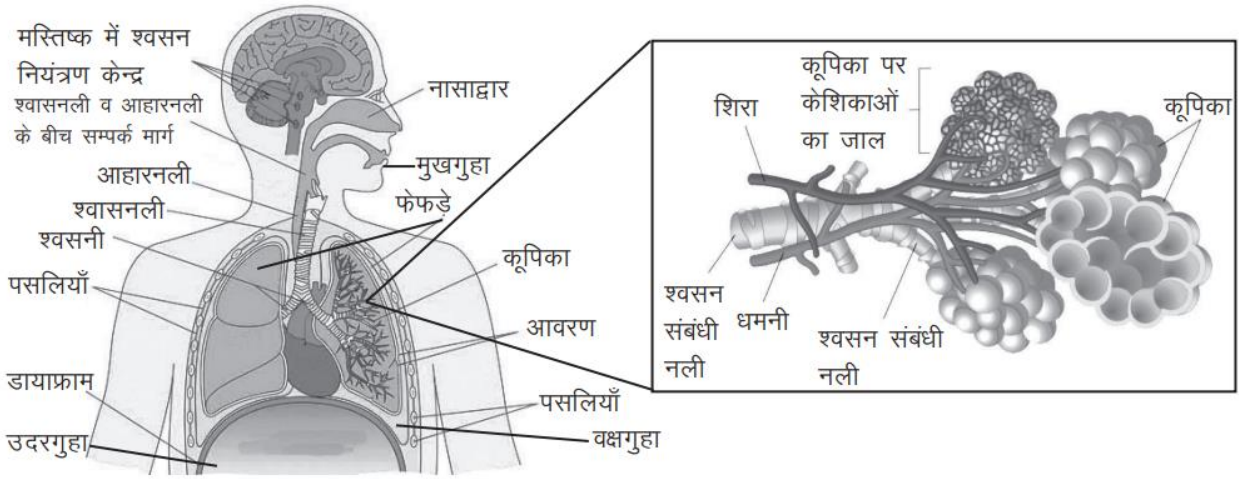 मस्तिष्क में श्वसन
नियंत्रण केन्द्र
श्वासनली व आहारनली
के बीच सम्पर्क मार्ग
आहारनली
श्वासनली
श्वसनी
पसलियाँ
डायाफ्राम
उदरगुहा
नासाद्वार
मुखगुहा
फेफड़े
कूपिका
आवरण
पसलियाँ
वक्षगुहा
शिरा
कूपिका पर
केशिकाओं
का जाल
कूपिका
श्वसन
संबंधी
नली
धमनी
श्वसन संबंधी
नली